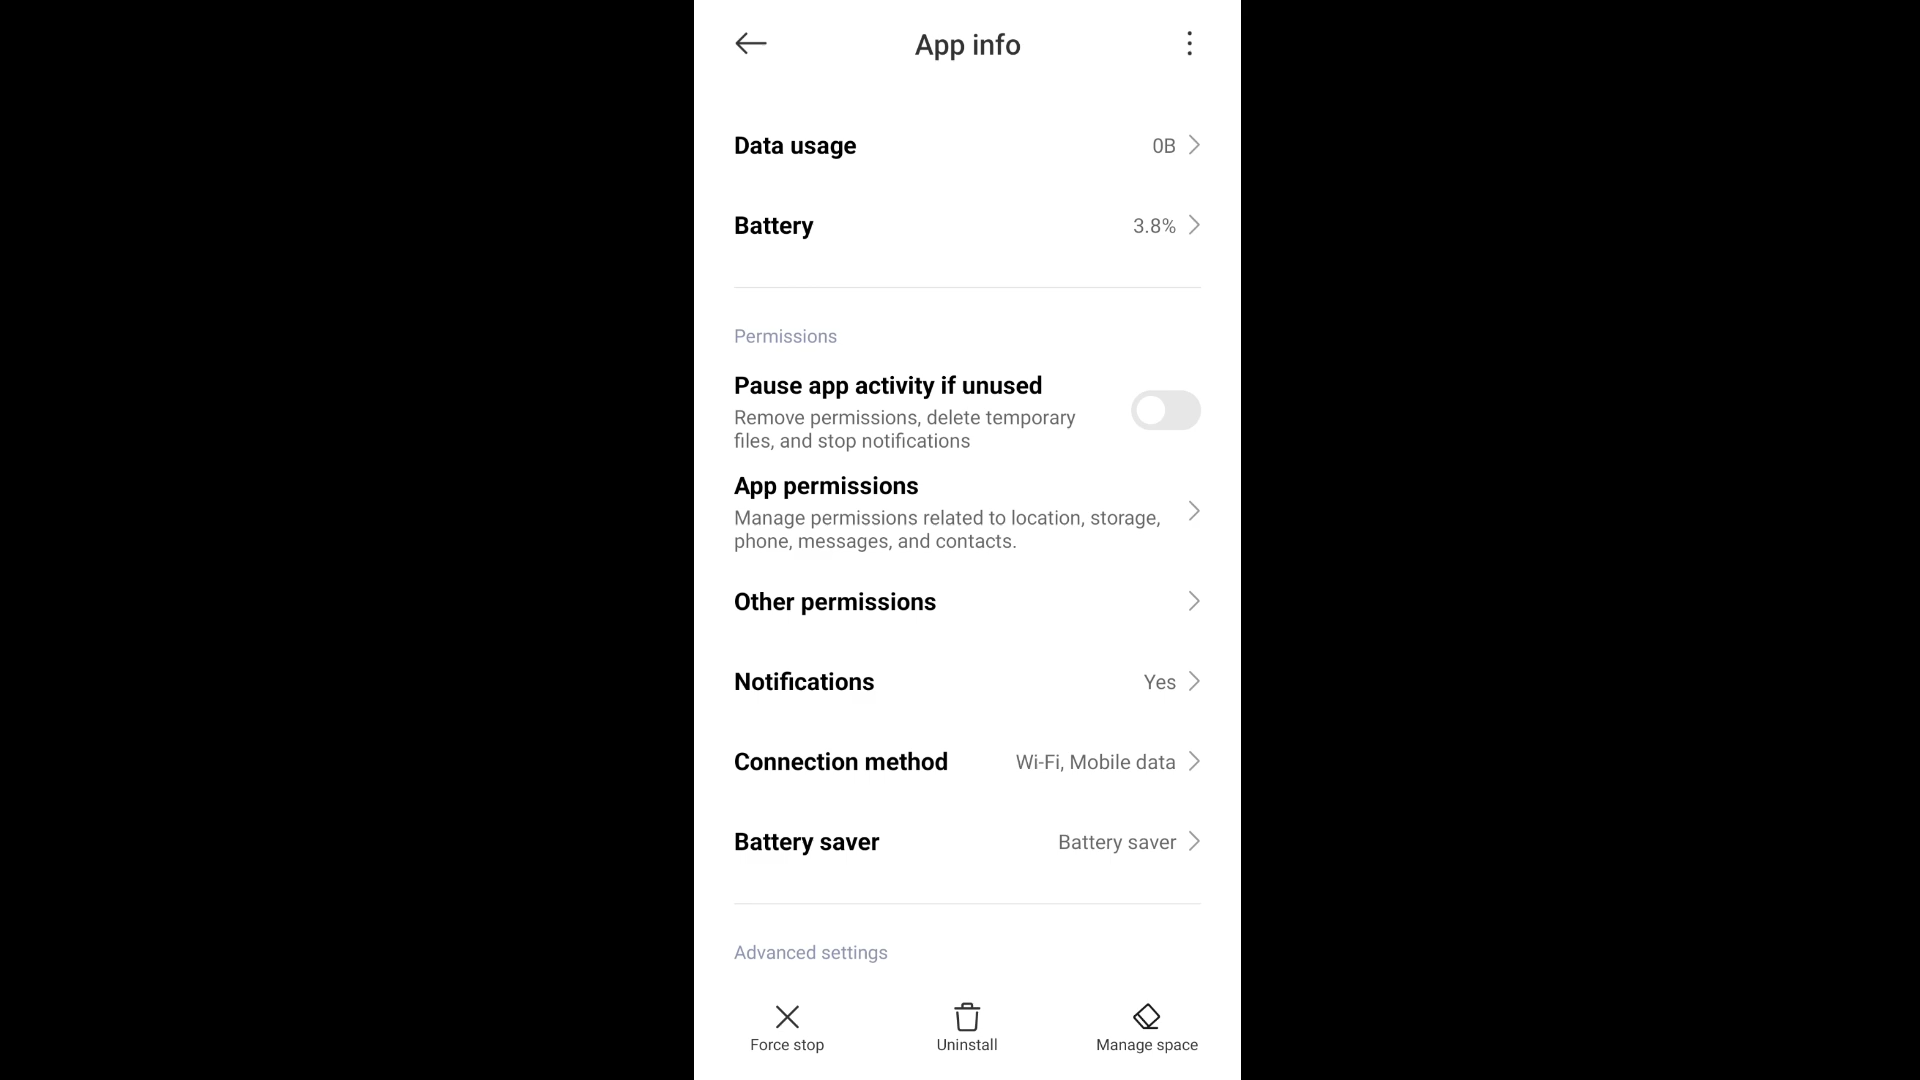 App info
Data usage 0B
Battery 3.8%
Permissions
Pause app activity if unused
Remove permissions, delete temporary
files, and stop notifications
App permissions
Manage permissions related to location, storage,
phone, messages, and contacts.
Other permissions
Notifications Yes
Connection method Wi-Fi, Mobile data
Battery saver Battery saver
Advanced settings
Force stop Uninstall Manage space